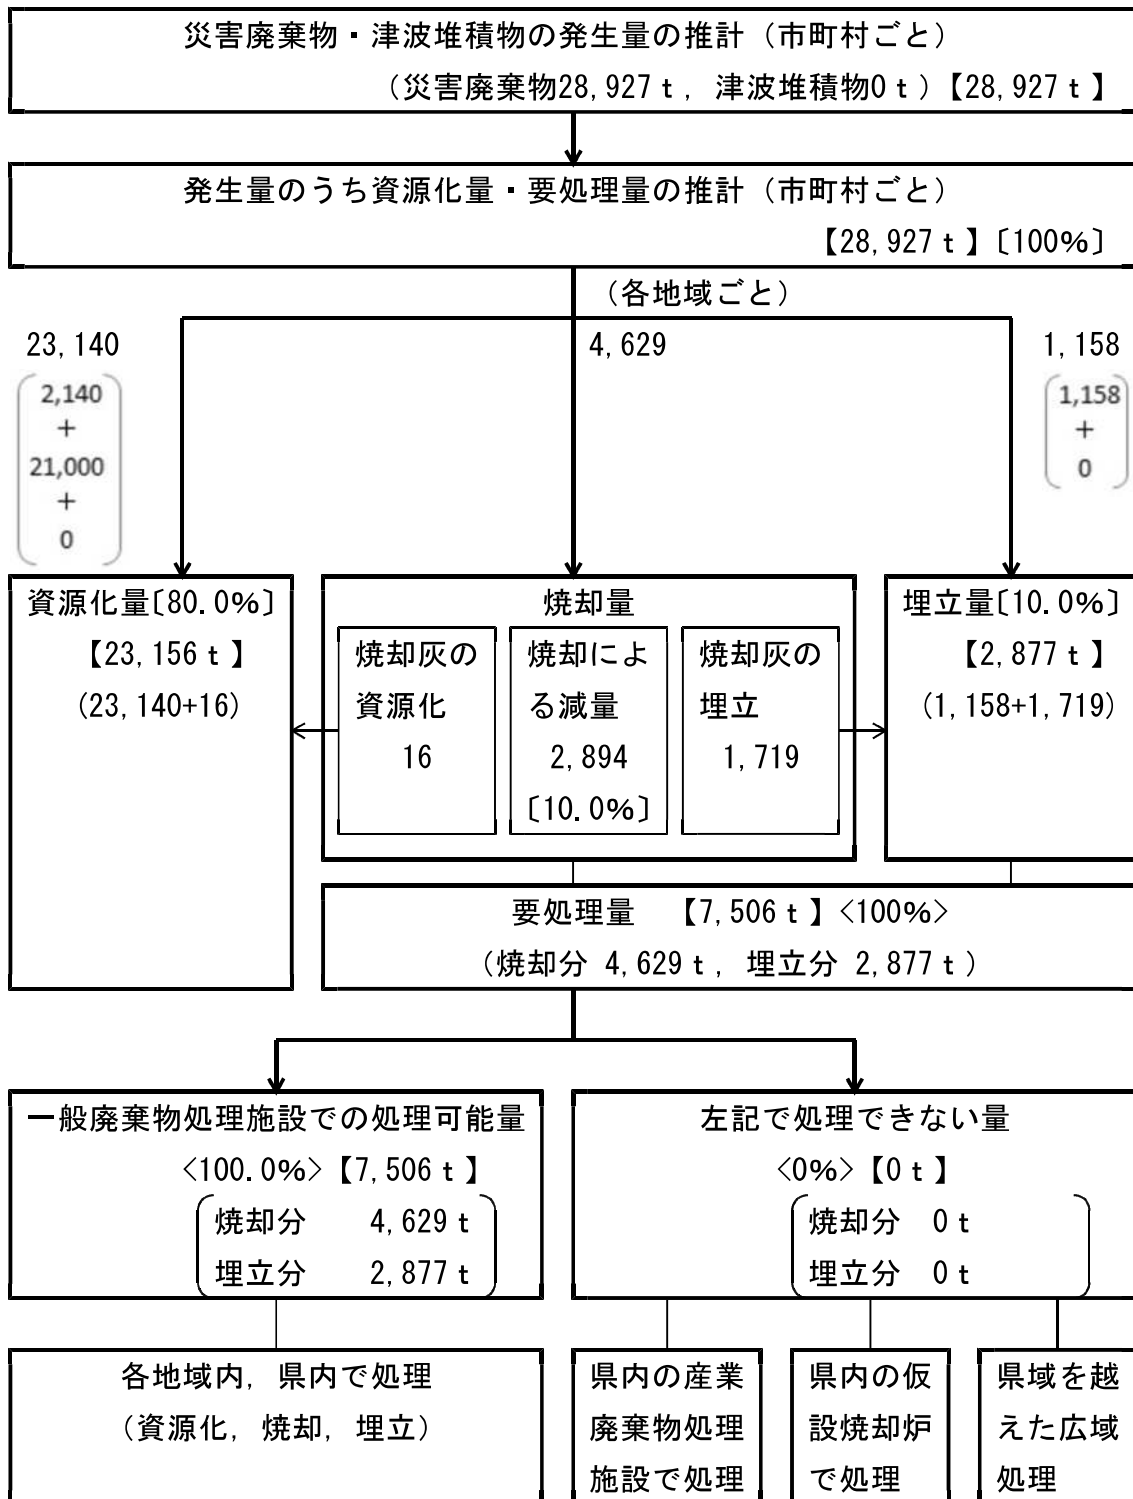 災害廃棄物・津波堆積物の発生量の推計（市町村ごと）
（災害廃棄物28,927ｔ，津波堆積物0ｔ）【28,927ｔ】
発生量のうち資源化量・要処理量の推計（市町村ごと）
【28,927ｔ】〔100%〕
（各地域ごと）
23,140
2,140
+
21,000
+
0
4,629
1,158
1,158
+
0
資源化量〔80.0%〕
【23,156ｔ】
(23,140+16)
焼却量
焼却灰の
資源化
16
焼却によ
る減量
2,894
〔10.0%〕
焼却灰の
埋立
1,719
埋立量〔10.0%〕
【2,877ｔ】
(1,158+1,719)
要処理量　【7,506ｔ】<100%>
（焼却分 4,629ｔ，埋立分 2,877ｔ）
一般廃棄物処理施設での処理可能量
<100.0%>【7,506ｔ】
焼却分　4,629ｔ
埋立分　2,877ｔ
左記で処理できない量
<0%>【0ｔ】
焼却分　0ｔ
埋立分　0ｔ
各地域内，県内で処理
（資源化，焼却，埋立）
県内の産業
廃棄物処理
施設で処理
県内の仮
設焼却炉
で処理
県域を越
えた広域
処理